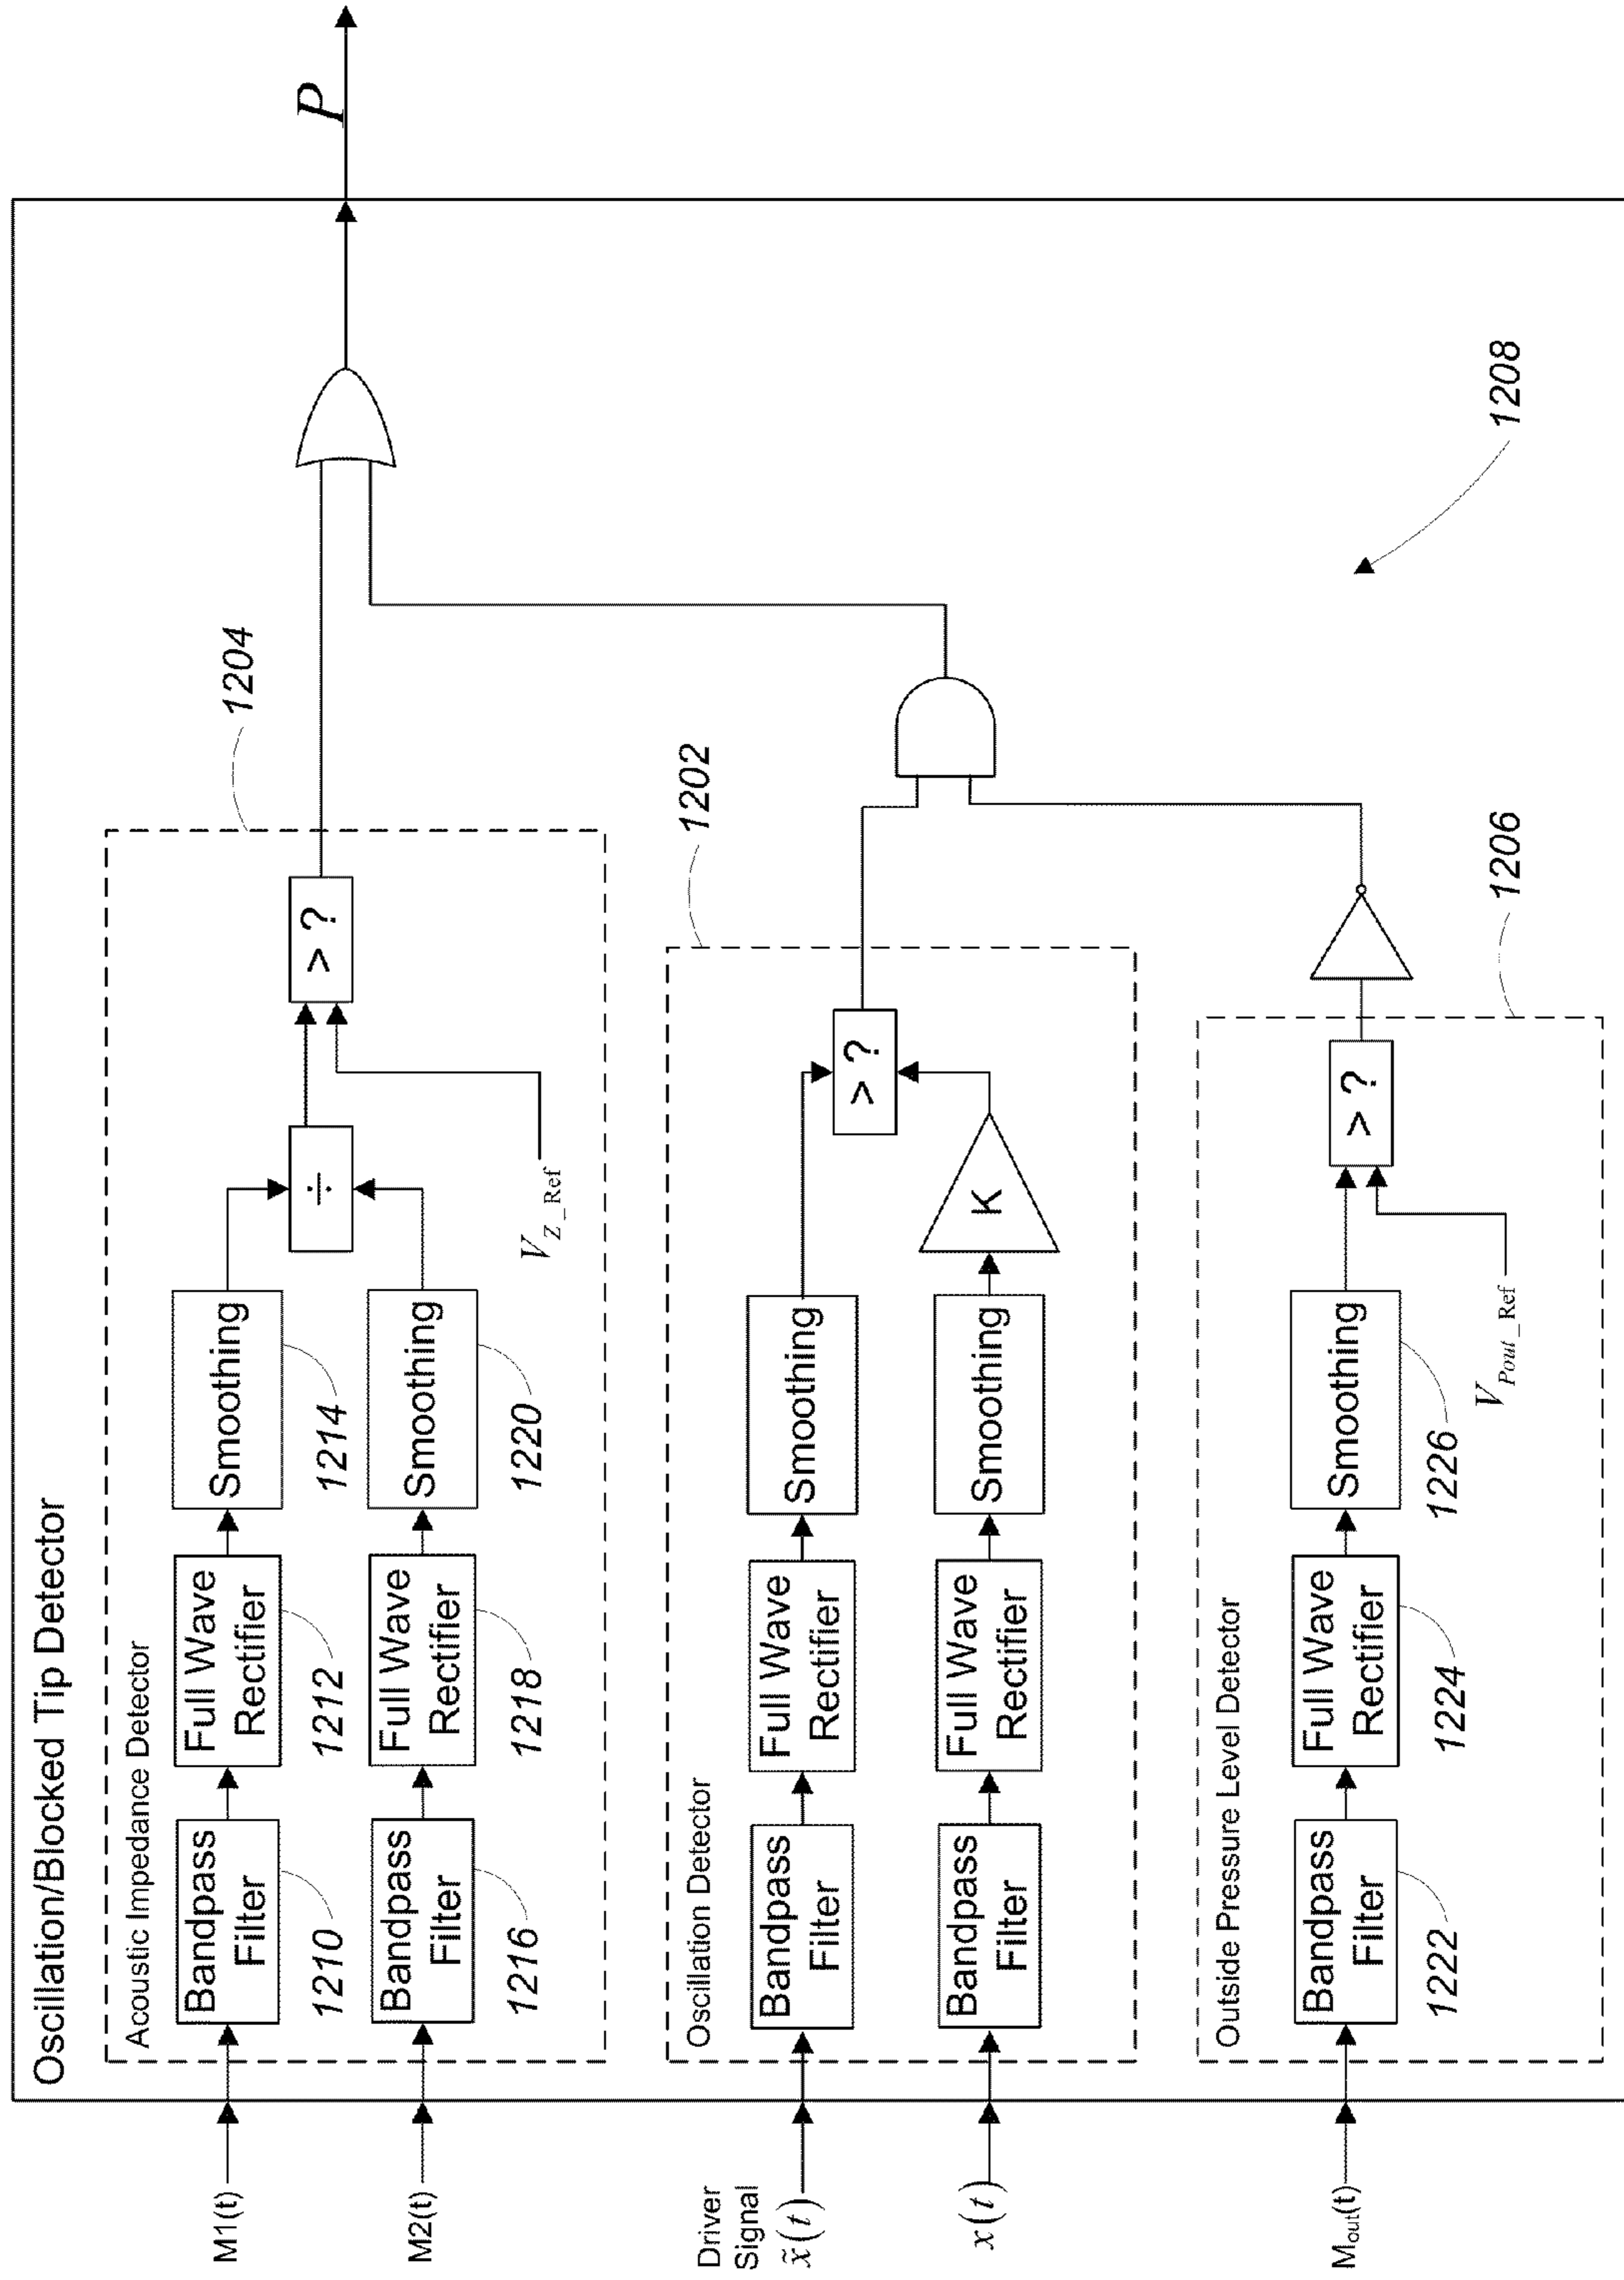 Oscillation/Blocked Tip Detector
P
Acoustic Impedance Detector
1204
M1(t)
Bandpass
Filter
1210
Full Wave
Rectifier
1212
Smoothing
1214
M2(t)
Bandpass
Filter
1216
Full Wave
Rectifier
1218
Smoothing
1220
÷
> ?
V_Z_Ref
Oscillation Detector
1202
Driver
Signal
x̃(t)
Bandpass
Filter
Full Wave
Rectifier
Smoothing
x(t)
Bandpass
Filter
Full Wave
Rectifier
Smoothing
K
> ?
Outside Pressure Level Detector
1206
Mout(t)
Bandpass
Filter
1222
Full Wave
Rectifier
1224
Smoothing
1226
> ?
V_Pout_Ref
1208